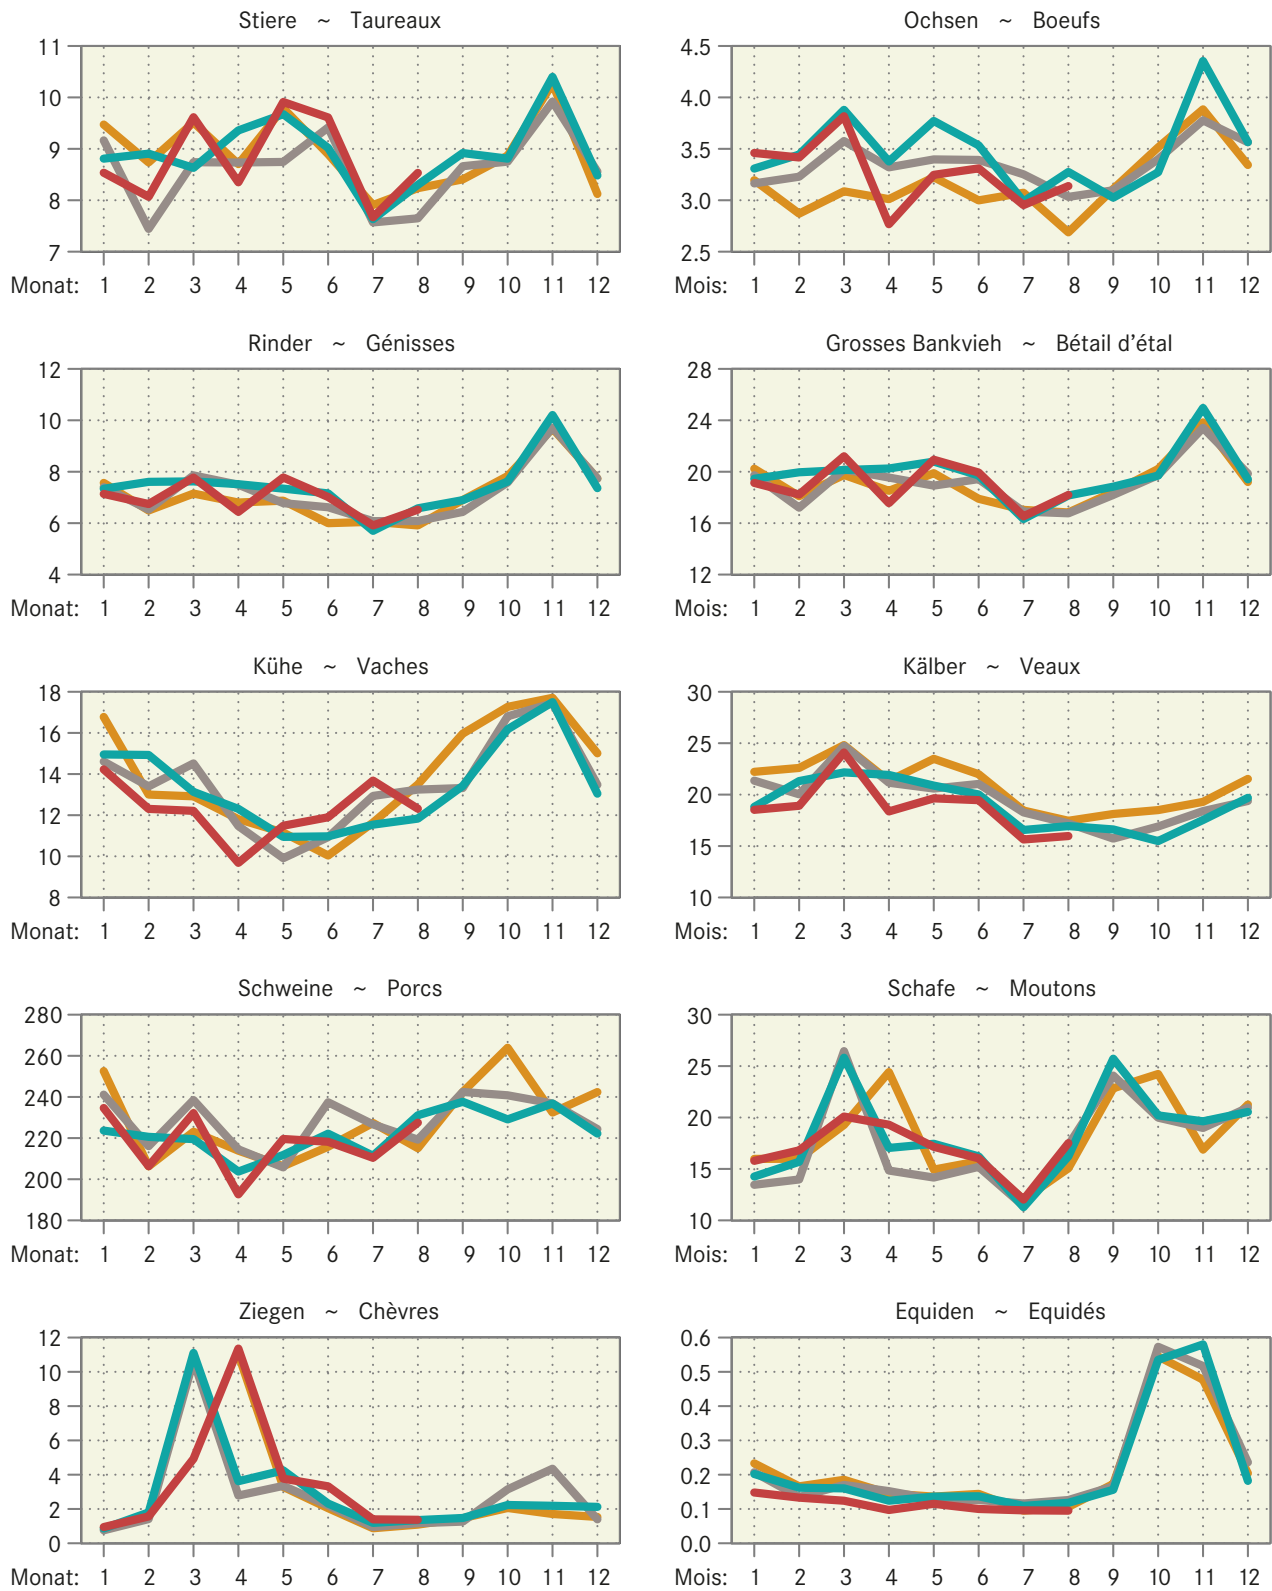 Stiere ~ Taureaux
11
10
9
8
7
Monat: 1 2 3 4 5 6 7 8 9 10 11 12
Ochsen ~ Boeufs
4.5
4.0
3.5
3.0
2.5
Mois: 1 2 3 4 5 6 7 8 9 10 11 12
Rinder ~ Génisses
12
10
8
6
4
Monat: 1 2 3 4 5 6 7 8 9 10 11 12
Grosses Bankvieh ~ Bétail d’étal
28
24
20
16
12
Mois: 1 2 3 4 5 6 7 8 9 10 11 12
Kühe ~ Vaches
18
16
14
12
10
8
Monat: 1 2 3 4 5 6 7 8 9 10 11 12
Kälber ~ Veaux
30
25
20
15
10
Mois: 1 2 3 4 5 6 7 8 9 10 11 12
Schweine ~ Porcs
280
260
240
220
200
180
Monat: 1 2 3 4 5 6 7 8 9 10 11 12
Schafe ~ Moutons
30
25
20
15
10
Mois: 1 2 3 4 5 6 7 8 9 10 11 12
Ziegen ~ Chèvres
12
10
8
6
4
2
0
Monat: 1 2 3 4 5 6 7 8 9 10 11 12
Equiden ~ Equidés
0.6
0.5
0.4
0.3
0.2
0.1
0.0
Mois: 1 2 3 4 5 6 7 8 9 10 11 12